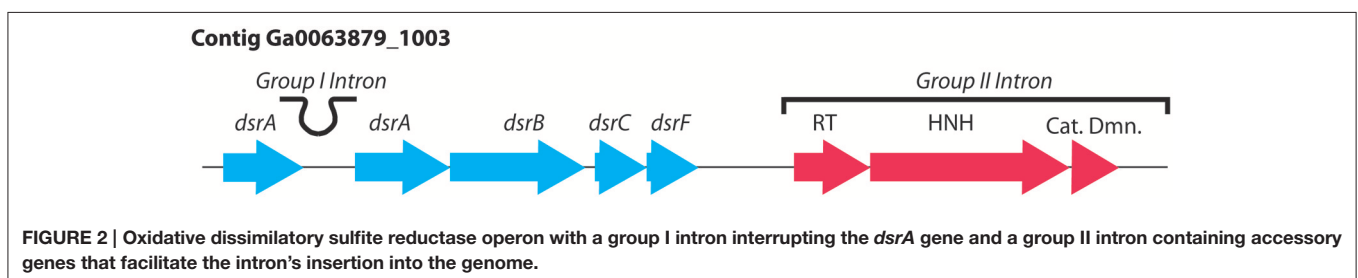 Contig Ga0063879_1003
Group I Intron
Group II Intron
dsrA dsrA dsrB dsrC dsrF RT HNH Cat. Dmn.
FIGURE 2 | Oxidative dissimilatory sulfite reductase operon with a group I intron interrupting the dsrA gene and a group II intron containing accessory
genes that facilitate the intron's insertion into the genome.